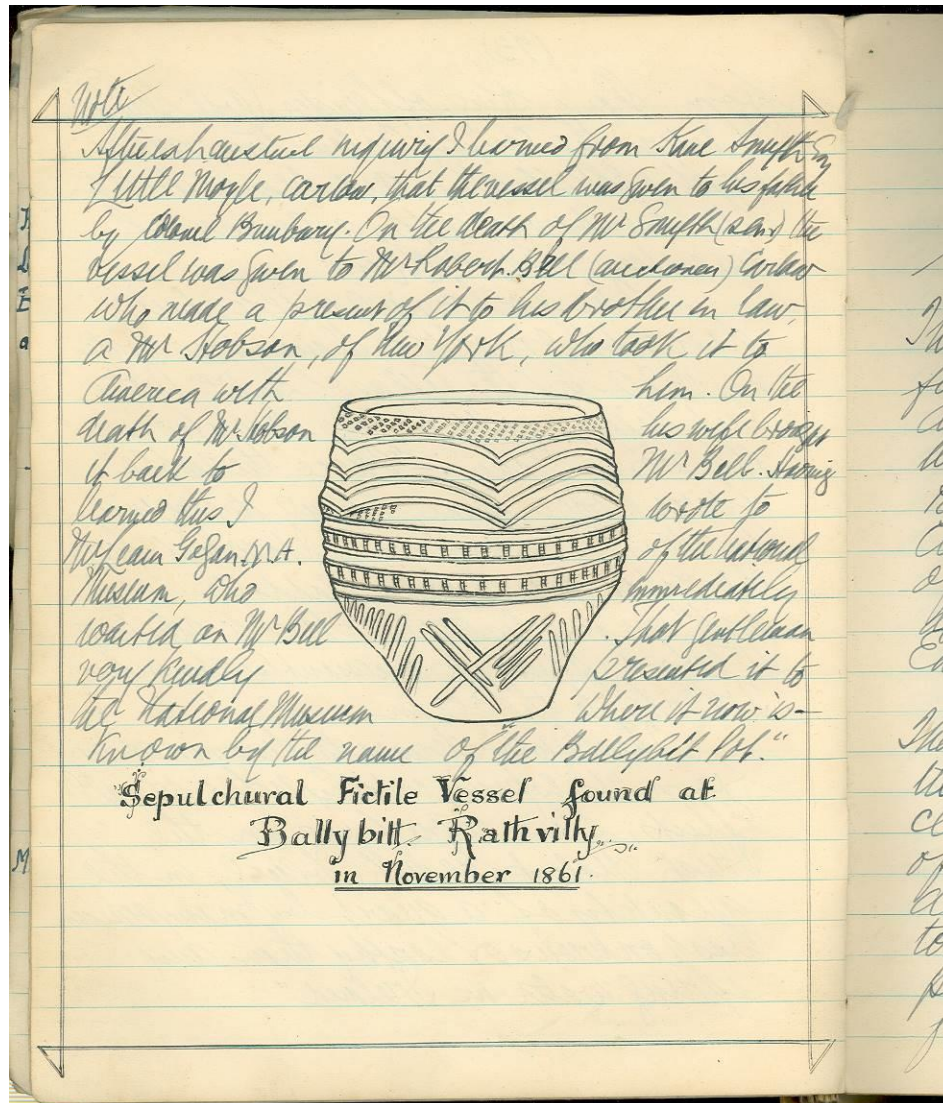 Note
After exhaustive inquiry I learned from Kane Smyth Esq
Little Moyle, Carlow, that the vessel was given to his father
by Colonel Bunbury. On the death of Mr Smyth (senr) the
vessel was given to Mr Robert Bell (auctioneer) Carlow
who made a present of it to his brother in law,
a Mr Hobson, of New York, who took it to
America with him. On the
death of Mr Hobson his wife brought
it back to Mr Bell. Having
learned this I wrote to
Mr Leam Gogan M.A. of the National
Museum, who immediately
waited on Mr Bell. That gentleman
very kindly presented it to
the National Museum where it now is—
known by the name of "the Ballybitt Pot."
Sepulchural Fictile Vessel found at
Ballybitt Rathvilly
in November 1861.